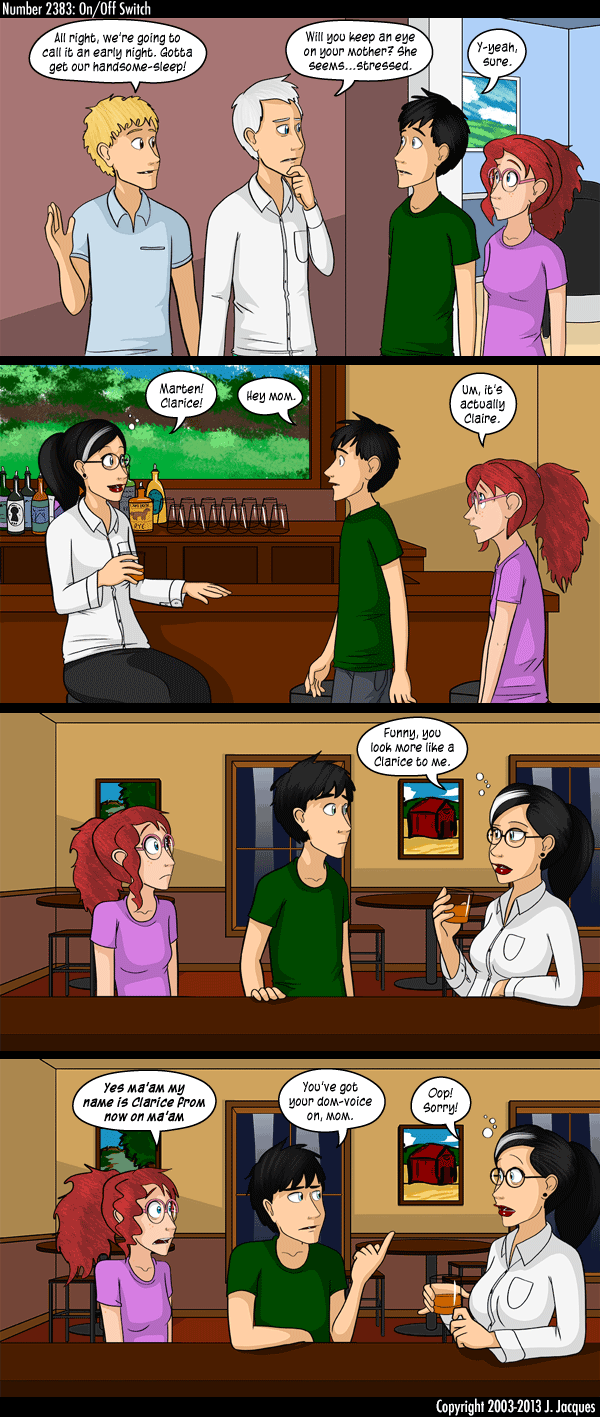 Number 2383: On/Off Switch
All right, we're going to
call it an early night. Gotta
get our handsome-sleep!
Will you keep an eye
on your mother? She
seems...stressed.
Y-yeah,
sure.
Marten!
Clarice!
Hey Mom.
Um, it's
actually
Claire.
RYE
Funny, you
look more like a
Clarice to me.
Yes ma'am my
name is Clarice from
now on ma'am
You've got
your dom-voice
on, Mom.
Oop!
Sorry!
Copyright 2003-2013 J. Jacques